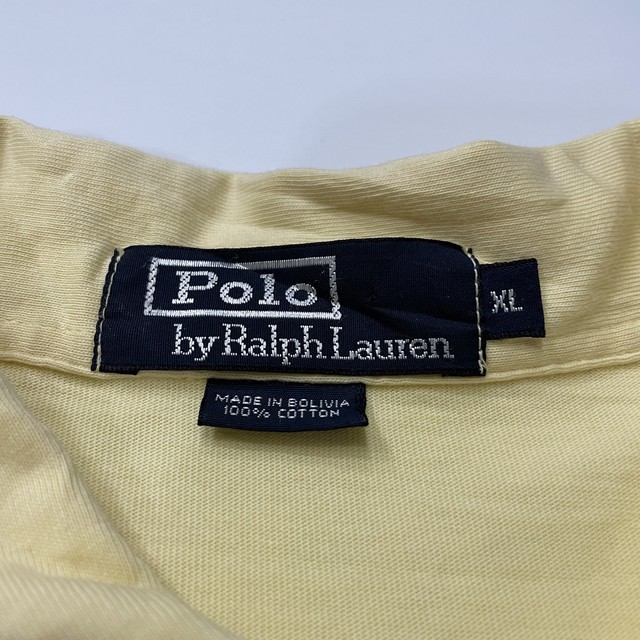 Polo
by Ralph Lauren
XL
MADE IN BOLIVIA
100% COTTON